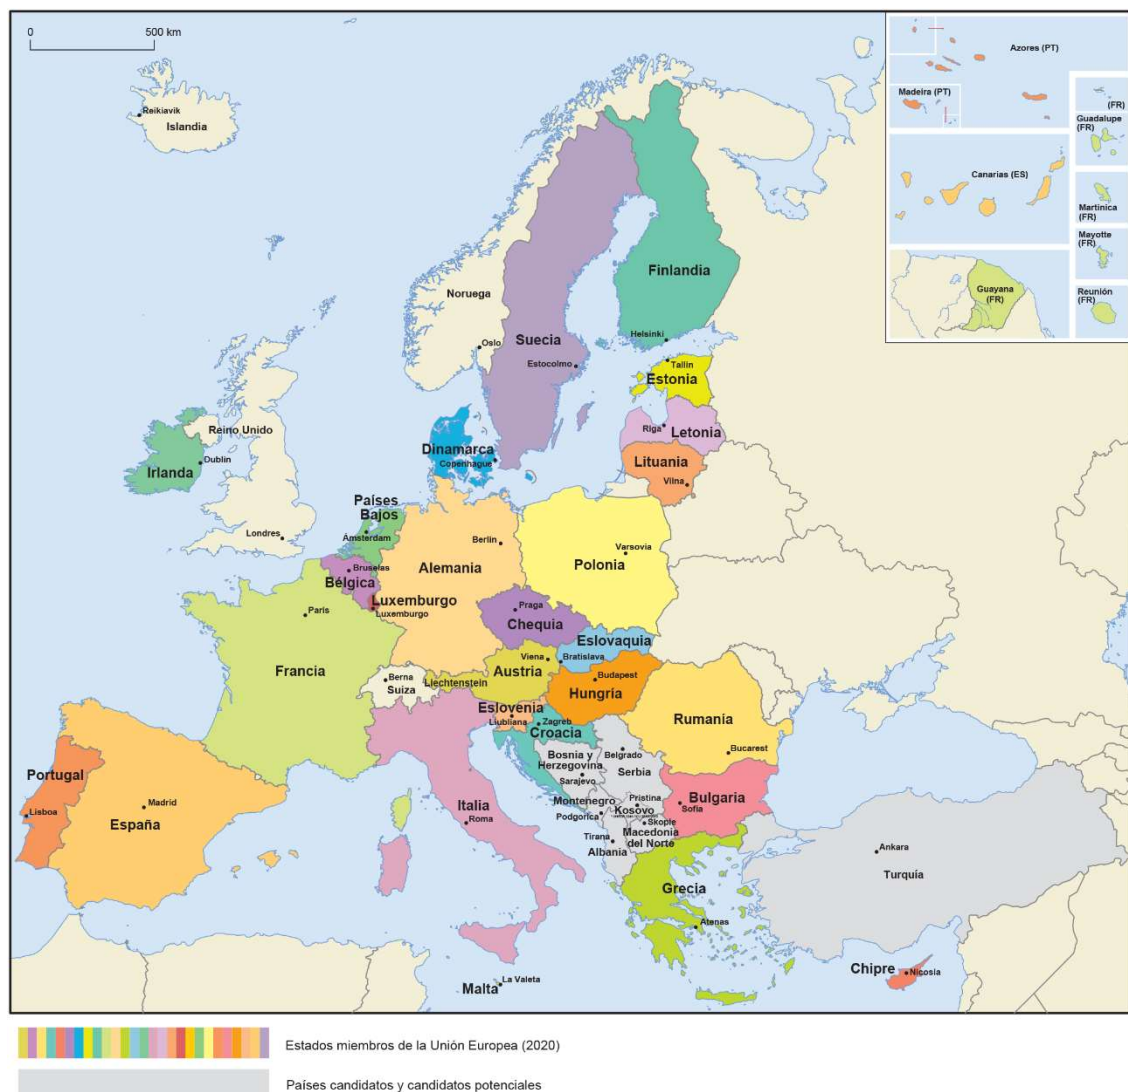 0
500 km
Azores (PT)
Madeira (PT)
(FR)
Guadalupe
(FR)
Canarias (ES)
Martinica
(FR)
Mayotte
(FR)
Guayana
(FR)
Reunión
(FR)
Reikiavik
Islandia
Finlandia
Noruega
Helsinki
Suecia
Oslo
Estocolmo
Tallin
Estonia
Reino Unido
Riga
Letonia
Dinamarca
Copenhague
Lituania
Vilna
Dublín
Irlanda
Países
Bajos
Ámsterdam
Londres
Berlin
Varsovia
Polonia
Alemania
Bruselas
Bélgica
Luxemburgo
Luxemburgo
París
Praga
Chequia
Eslovaquia
Bratislava
Viena
Austria
Francia
Berna
Suiza
Liechtenstein
Budapest
Hungría
Eslovenia
Liubliana
Zagreb
Croacia
Rumania
Bucarest
Bosnia y
Herzegovina
Sarajevo
Belgrado
Serbia
Portugal
Lisboa
Madrid
España
Italia
Roma
Montenegro
Podgorica
Pristina
Kosovo
Bulgaria
Sofia
Skopie
Macedonia
del Norte
Tirana
Albania
Ankara
Turquía
Grecia
Atenas
Malta
La Valeta
Chipre
Nicosia
Estados miembros de la Unión Europea (2020)
Países candidatos y candidatos potenciales